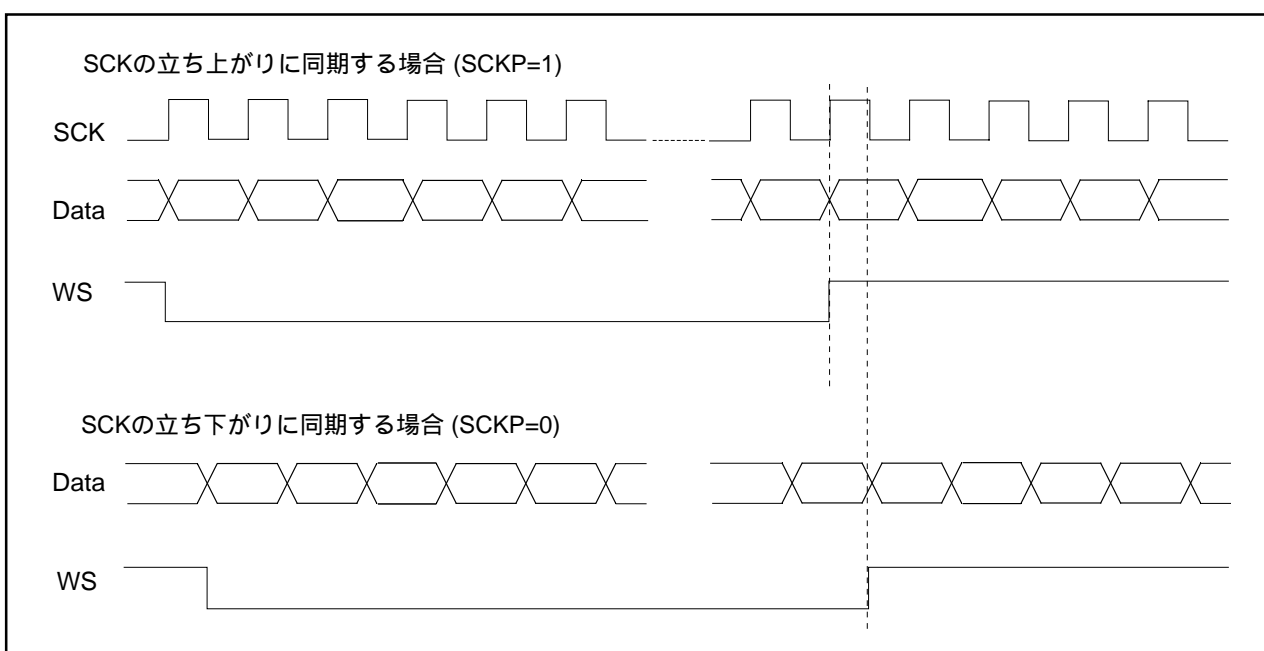 SCKの立ち上がりに同期する場合 (SCKP=1)
SCK
Data
WS
SCKの立ち下がりに同期する場合 (SCKP=0)
Data
WS